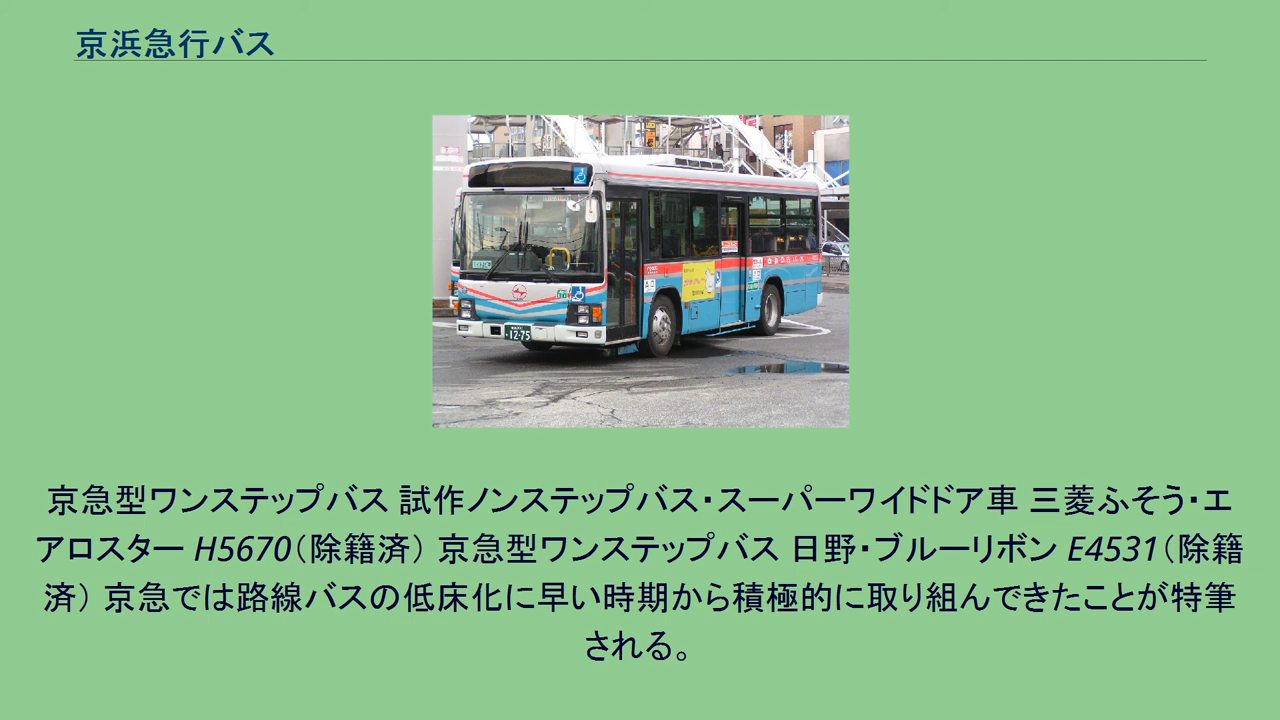 京浜急行バス
12-75
京急型ワンステップバス 試作ノンステップバス・スーパーワイドドア車 三菱ふそう・エ
アロスター H5670（除籍済） 京急型ワンステップバス 日野・ブルーリボン E4531（除籍
済） 京急では路線バスの低床化に早い時期から積極的に取り組んできたことが特筆
される。